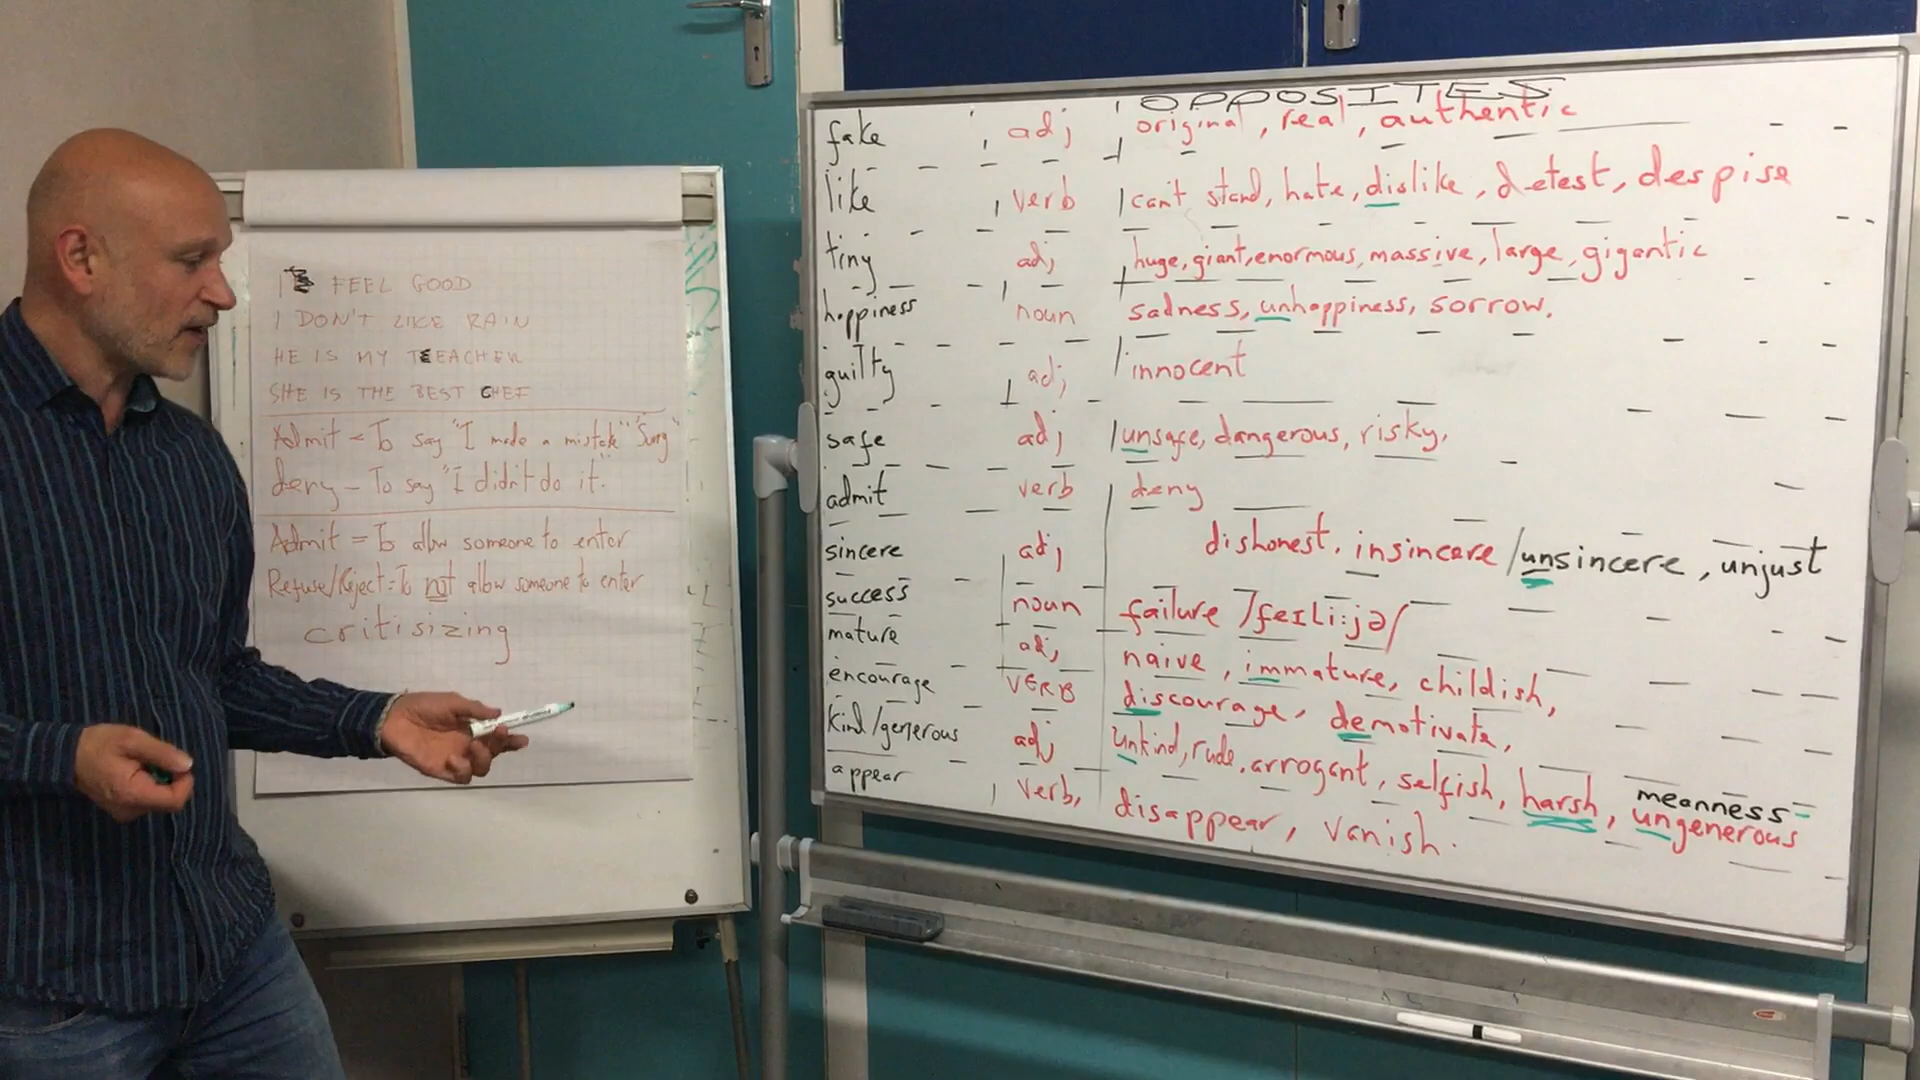 I FEEL GOOD
I DON'T LIKE RAIN
HE IS MY TEACHER
SHE IS THE BEST CHEF
Admit = To say "I made a mistake" "Sorry"
deny - To say "I didn't do it".
Admit = To allow someone to enter
Refuse/Reject = To not allow someone to enter
critisizing
OPPOSITES
fake adj original, real, authentic
like verb can't stand, hate, dislike, detest, despise
tiny adj huge, giant, enormous, massive, large, gigantic
happiness noun sadness, unhappiness, sorrow,
guilty adj innocent
safe adj unsafe, dangerous, risky,
admit verb deny
sincere adj dishonest, insincere / unsincere, unjust
success noun failure /feɪli:jə/
mature adj, naive, immature, childish,
encourage VERB discourage, demotivate,
kind/generous adj unkind, rude, arrogant, selfish, harsh, meanness ungenerous
appear verb, disappear, vanish.